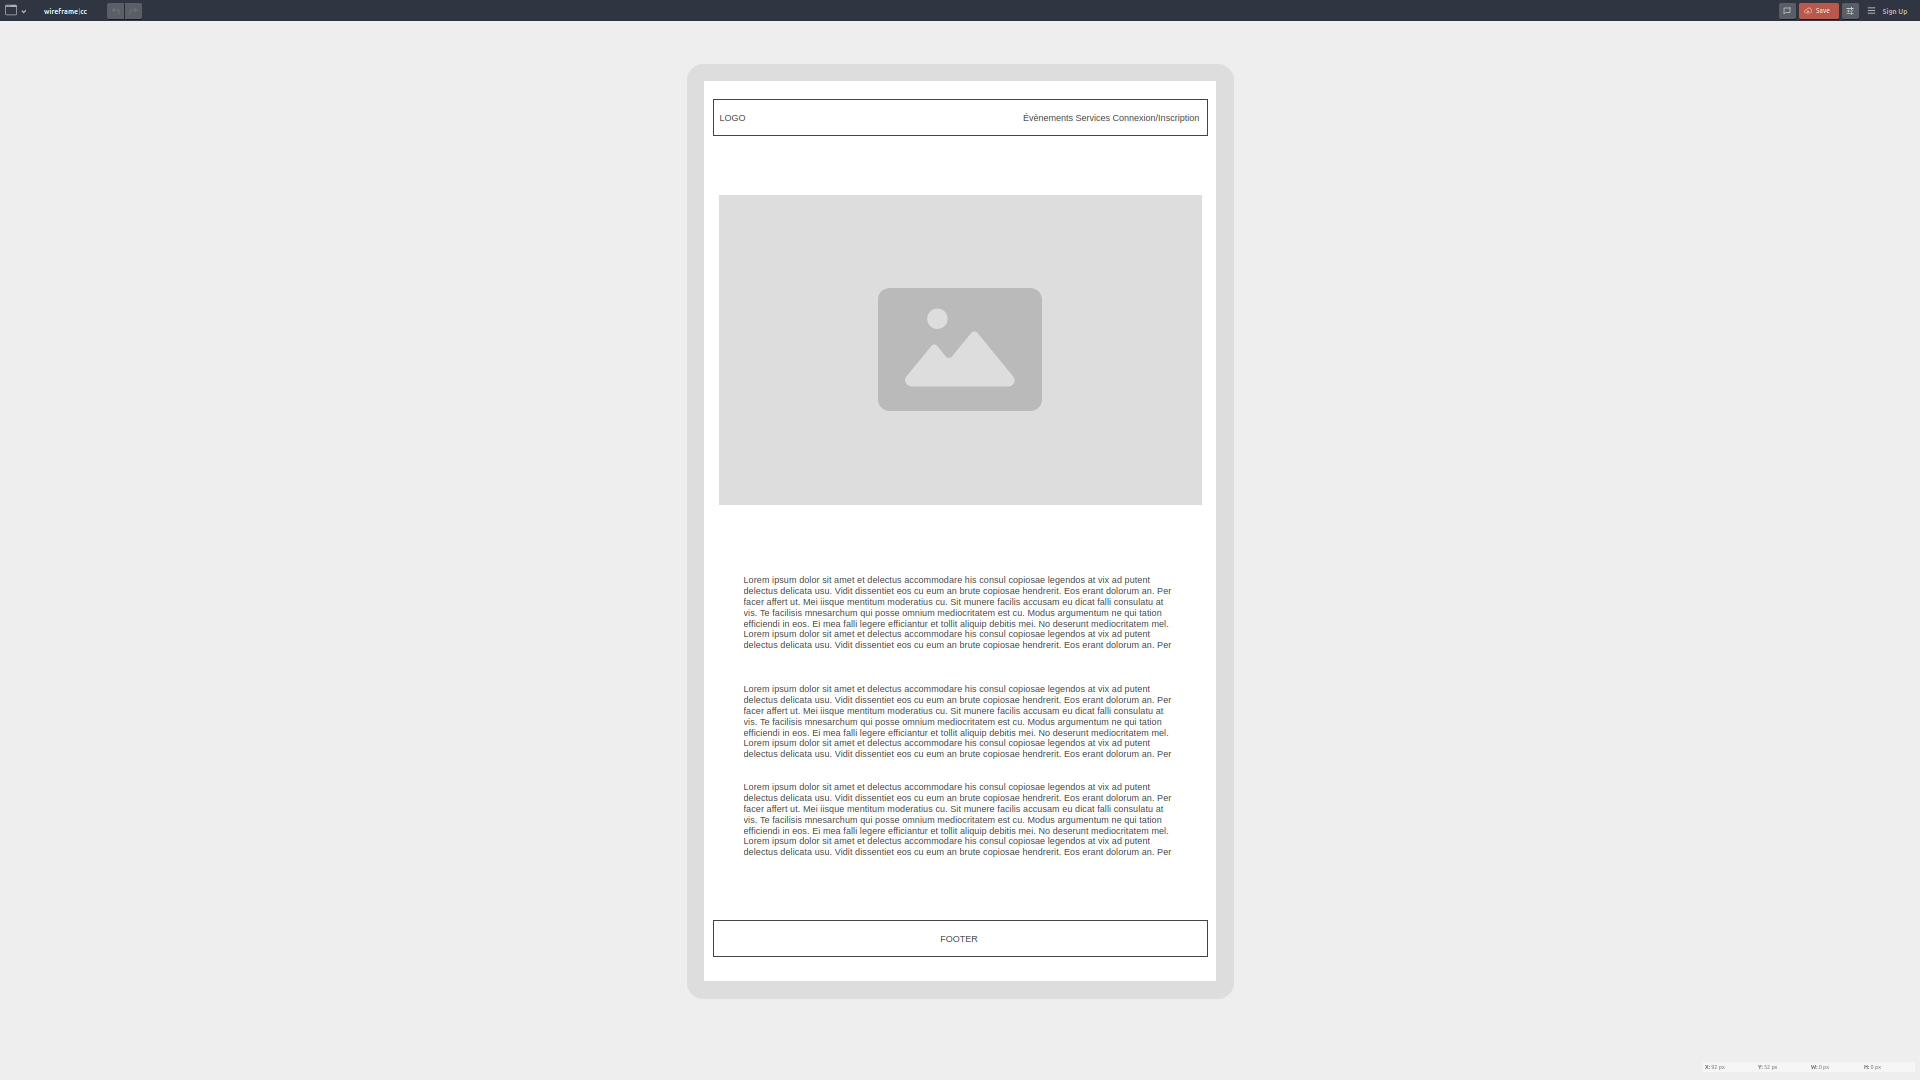 wireframe|cc
Save
Sign Up
LOGO
Évènements Services Connexion/Inscription
Lorem ipsum dolor sit amet et delectus accommodare his consul copiosae legendos at vix ad putent
delectus delicata usu. Vidit dissentiet eos cu eum an brute copiosae hendrerit. Eos erant dolorum an. Per
facer affert ut. Mei iisque mentitum moderatius cu. Sit munere facilis accusam eu dicat falli consulatu at
vis. Te facilisis mnesarchum qui posse omnium mediocritatem est cu. Modus argumentum ne qui tation
efficiendi in eos. Ei mea falli legere efficiantur et tollit aliquip debitis mei. No deserunt mediocritatem mel.
Lorem ipsum dolor sit amet et delectus accommodare his consul copiosae legendos at vix ad putent
delectus delicata usu. Vidit dissentiet eos cu eum an brute copiosae hendrerit. Eos erant dolorum an. Per
Lorem ipsum dolor sit amet et delectus accommodare his consul copiosae legendos at vix ad putent
delectus delicata usu. Vidit dissentiet eos cu eum an brute copiosae hendrerit. Eos erant dolorum an. Per
facer affert ut. Mei iisque mentitum moderatius cu. Sit munere facilis accusam eu dicat falli consulatu at
vis. Te facilisis mnesarchum qui posse omnium mediocritatem est cu. Modus argumentum ne qui tation
efficiendi in eos. Ei mea falli legere efficiantur et tollit aliquip debitis mei. No deserunt mediocritatem mel.
Lorem ipsum dolor sit amet et delectus accommodare his consul copiosae legendos at vix ad putent
delectus delicata usu. Vidit dissentiet eos cu eum an brute copiosae hendrerit. Eos erant dolorum an. Per
Lorem ipsum dolor sit amet et delectus accommodare his consul copiosae legendos at vix ad putent
delectus delicata usu. Vidit dissentiet eos cu eum an brute copiosae hendrerit. Eos erant dolorum an. Per
facer affert ut. Mei iisque mentitum moderatius cu. Sit munere facilis accusam eu dicat falli consulatu at
vis. Te facilisis mnesarchum qui posse omnium mediocritatem est cu. Modus argumentum ne qui tation
efficiendi in eos. Ei mea falli legere efficiantur et tollit aliquip debitis mei. No deserunt mediocritatem mel.
Lorem ipsum dolor sit amet et delectus accommodare his consul copiosae legendos at vix ad putent
delectus delicata usu. Vidit dissentiet eos cu eum an brute copiosae hendrerit. Eos erant dolorum an. Per
FOOTER
X: 92 px Y: 52 px W: 0 px H: 0 px